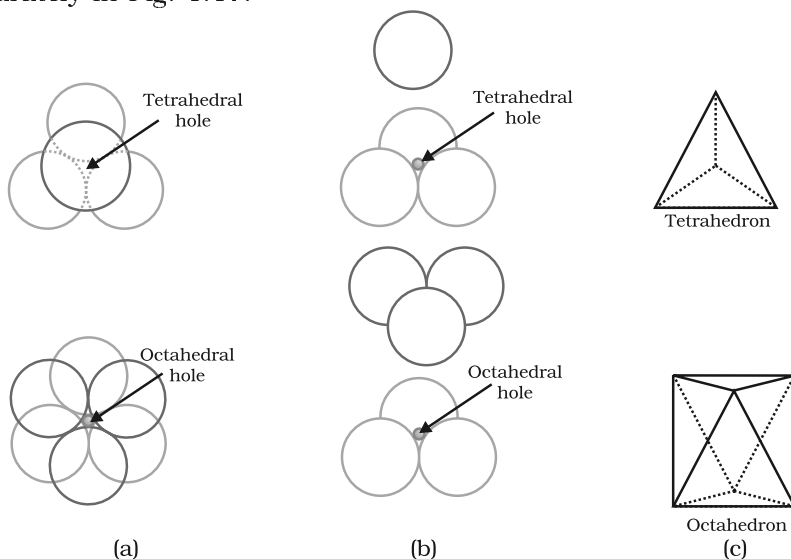 Tetrahedral
hole
Tetrahedral
hole
Tetrahedron
Octahedral
hole
Octahedral
hole
Octahedron
(a)
(b)
(c)